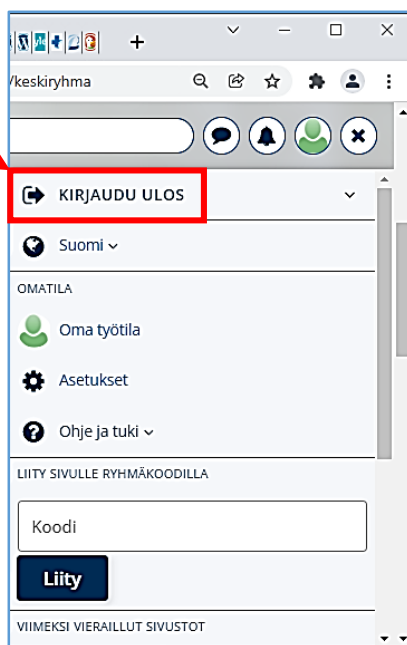 /keskiryhma
KIRJAUDU ULOS
Suomi
OMATILA
Oma työtila
Asetukset
Ohje ja tuki
LIITY SIVULLE RYHMÄKOODILLA
Koodi
Liity
VIIMEKSI VIERAILLUT SIVUSTOT